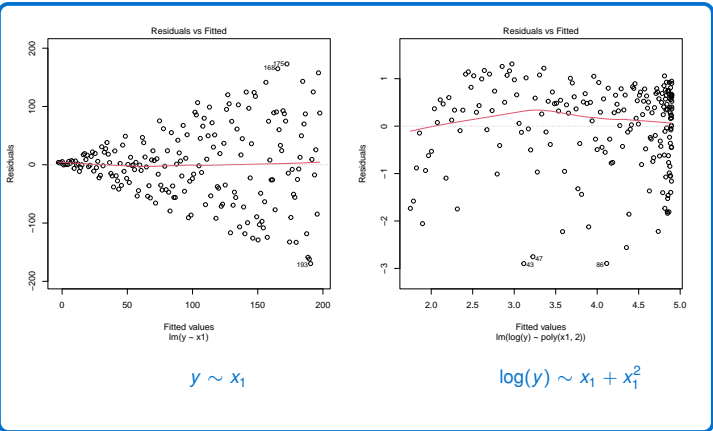 Residuals vs Fitted
200
100
0
−100
−200
Residuals
168
175
193
0
50
100
150
200
Fitted values
lm(y ~ x1)
y ∼ x₁
Residuals vs Fitted
1
0
−1
−2
−3
Residuals
43
47
86
2.0
2.5
3.0
3.5
4.0
4.5
5.0
Fitted values
lm(log(y) ~ poly(x1, 2))
log(y) ∼ x₁ + x₁²